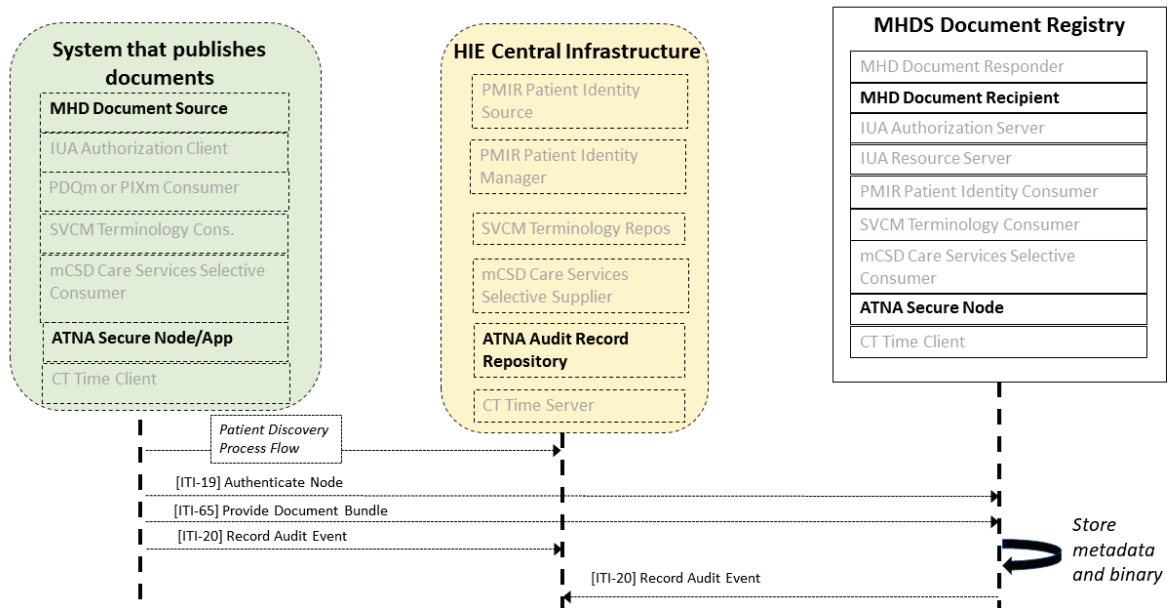 System that publishes
documents
MHD Document Source
IUA Authorization Client
PDQm or PIXm Consumer
SVCM Terminology Cons.
mCSD Care Services Selective
Consumer
ATNA Secure Node/App
CT Time Client
HIE Central Infrastructure
PMIR Patient Identity
Source
PMIR Patient Identity
Manager
SVCM Terminology Repos
mCSD Care Services
Selective Supplier
ATNA Audit Record
Repository
CT Time Server
MHDS Document Registry
MHD Document Responder
MHD Document Recipient
IUA Authorization Server
IUA Resource Server
PMIR Patient Identity Consumer
SVCM Terminology Consumer
mCSD Care Services Selective
Consumer
ATNA Secure Node
CT Time Client
Patient Discovery
Process Flow
[ITI-19] Authenticate Node
[ITI-65] Provide Document Bundle
[ITI-20] Record Audit Event
Store
metadata
and binary
[ITI-20] Record Audit Event